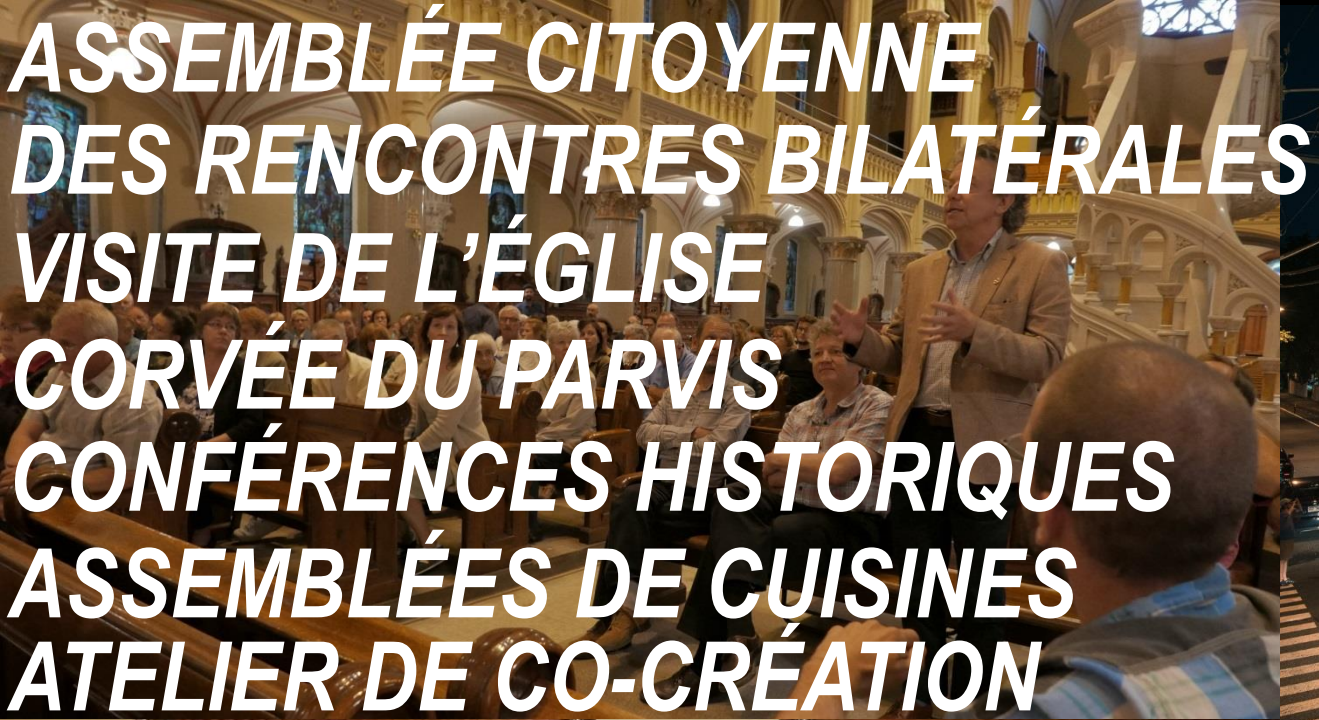 ASSEMBLÉE CITOYENNE
DES RENCONTRES BILATÉRALES
VISITE DE L’ÉGLISE
CORVÉE DU PARVIS
CONFÉRENCES HISTORIQUES
ASSEMBLÉES DE CUISINES
ATELIER DE CO-CRÉATION